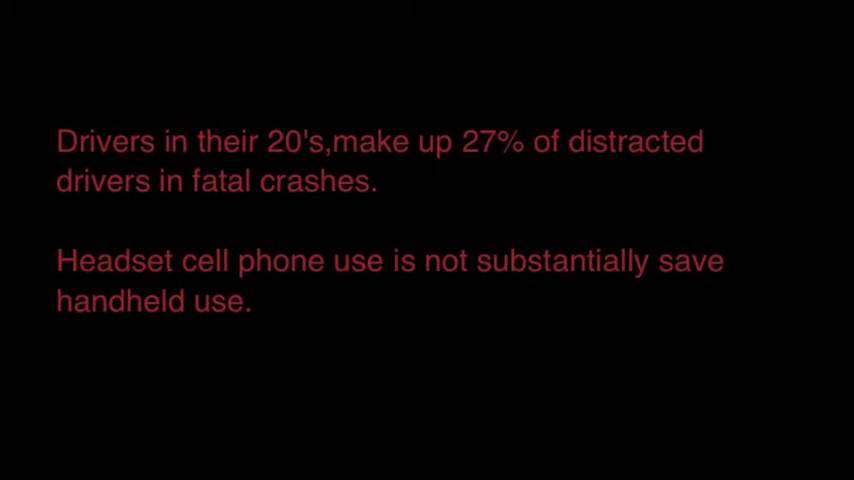 Drivers in their 20's,make up 27% of distracted
drivers in fatal crashes.
Headset cell phone use is not substantially save
handheld use.